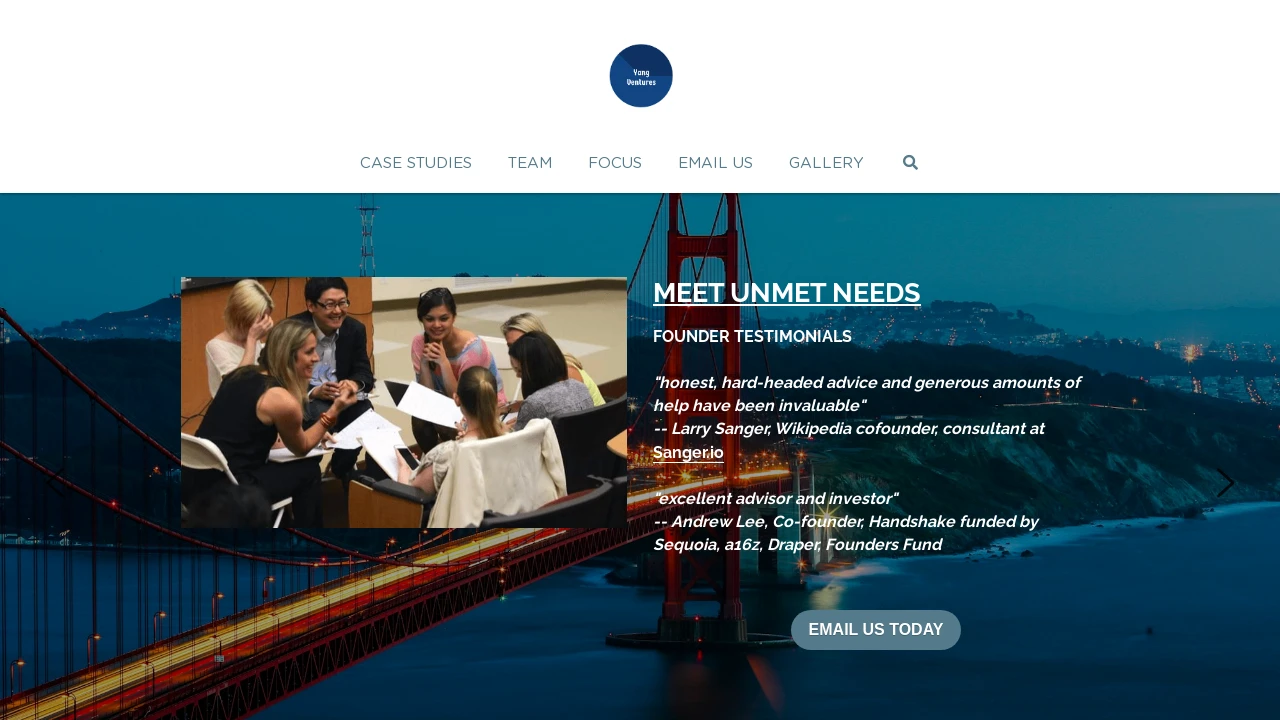 Yang
Ventures
CASE STUDIES
TEAM
FOCUS
EMAIL US
GALLERY
MEET UNMET NEEDS
FOUNDER TESTIMONIALS
"honest, hard-headed advice and generous amounts of
help have been invaluable"
-- Larry Sanger, Wikipedia cofounder, consultant at
Sanger.io
"excellent advisor and investor"
-- Andrew Lee, Co-founder, Handshake funded by
Sequoia, a16z, Draper, Founders Fund
EMAIL US TODAY